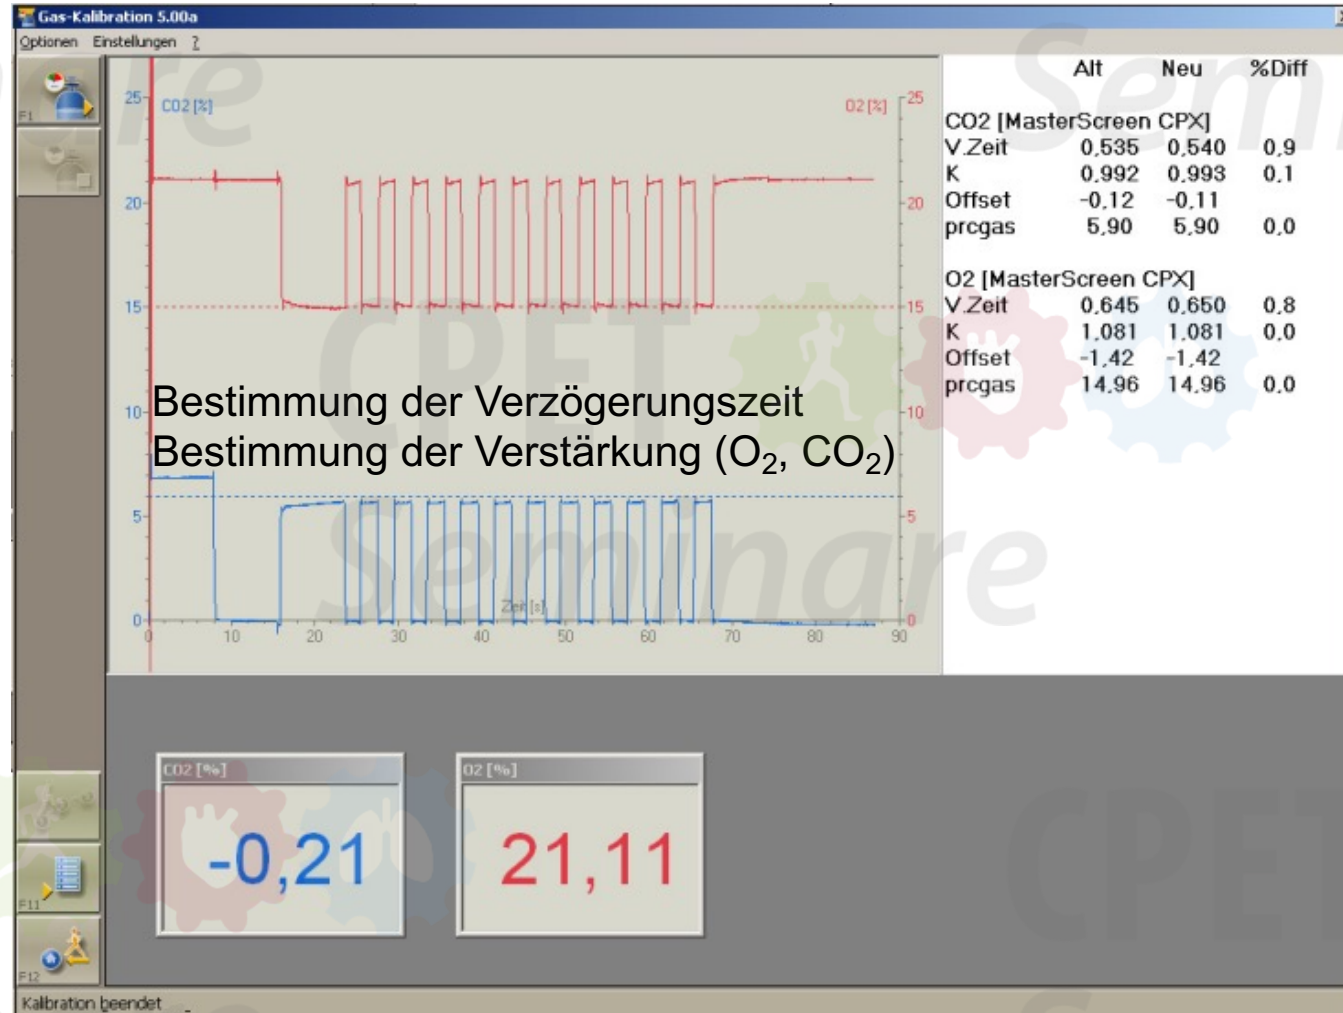 Gas-Kalibration 5.00a
Optionen Einstellungen ?
F1
CO2 [%]
O2 [%]
25
20
15
10
5
0
25
20
15
10
5
0
0 10 20 30 40 50 60 70 80 90
Zeit [s]
Bestimmung der Verzögerungszeit
Bestimmung der Verstärkung (O₂, CO₂)
Alt Neu %Diff
CO2 [MasterScreen CPX]
V.Zeit 0,535 0,540 0,9
K 0,992 0,993 0,1
Offset -0,12 -0,11
prcgas 5,90 5,90 0,0
O2 [MasterScreen CPX]
V.Zeit 0,645 0,650 0,8
K 1,081 1,081 0,0
Offset -1,42 -1,42
prcgas 14,96 14,96 0,0
CO2 [%]
-0,21
O2 [%]
21,11
F11
F12
Kalibration beendet
CPET
Seminare